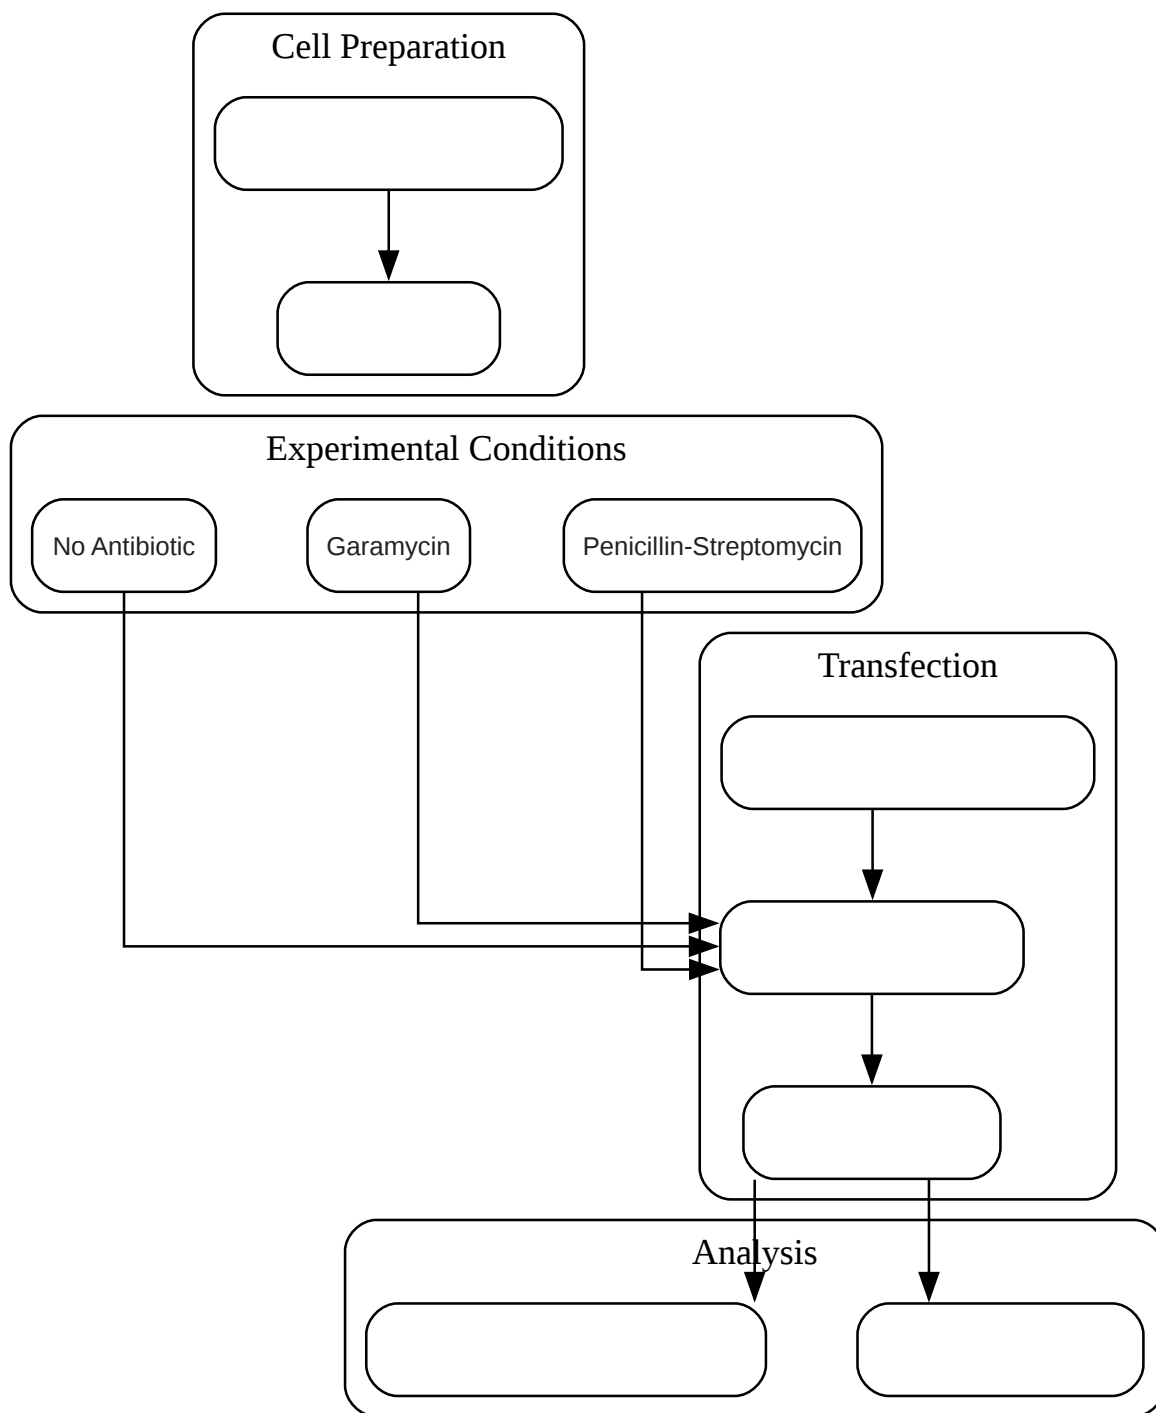 Cell Preparation
Experimental Conditions
No Antibiotic
Garamycin
Penicillin-Streptomycin
Transfection
Analysis